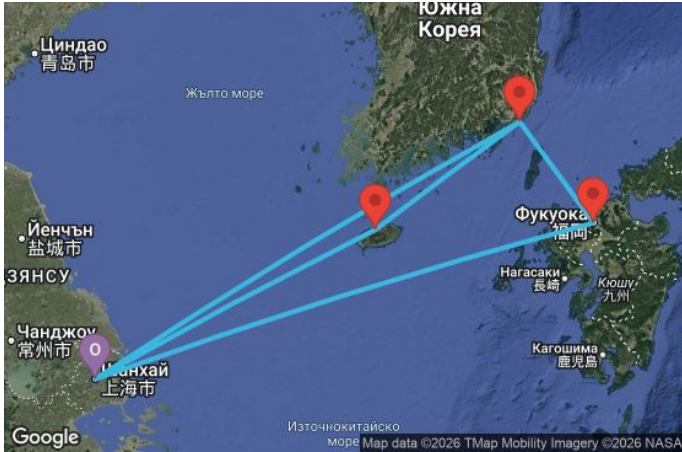 Южна
Корея
Циндао
青岛市
Жълто море
Фукуока
福岡
Йенчън
盐城市
ЗЯНСУ
Нагасаки
長崎
Кюшу
九州
Чанджоу
常州市
O
Шанхай
上海市
Кагошима
鹿児島
Източнокитайско
море
Google
Map data ©2026 TMap Mobility Imagery ©2026 NASA